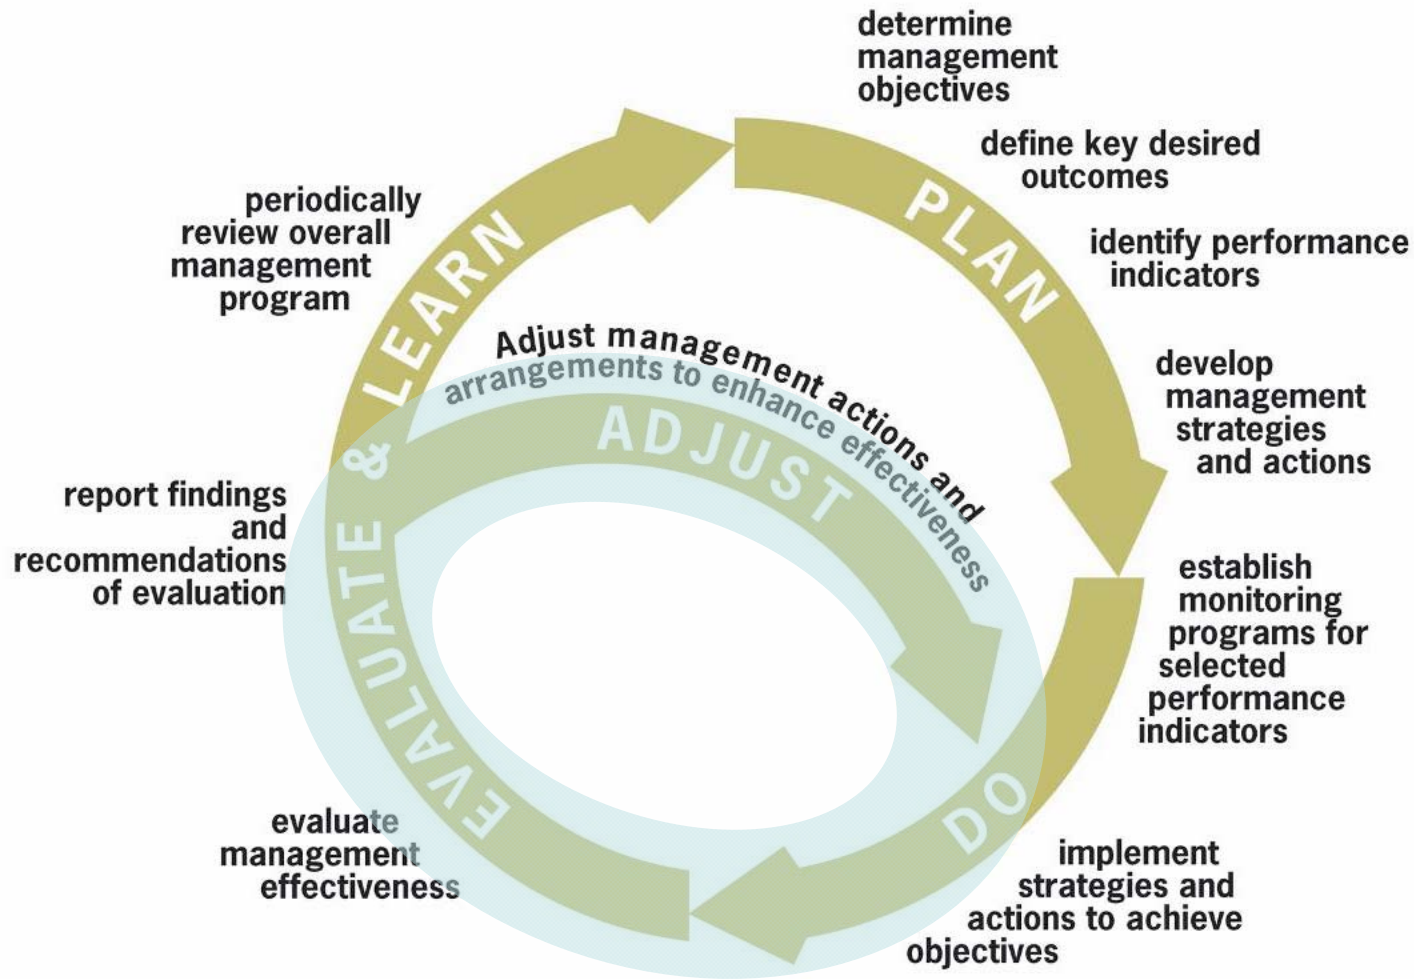 determine
management
objectives
define key desired
outcomes
identify performance
indicators
develop
management
strategies
and actions
establish
monitoring
programs for
selected
performance
indicators
implement
strategies and
actions to achieve
objectives
evaluate
management
effectiveness
report findings
and
recommendations
of evaluation
periodically
review overall
management
program
PLAN
DO
EVALUATE & LEARN
Adjust management actions and
arrangements to enhance effectiveness
ADJUST